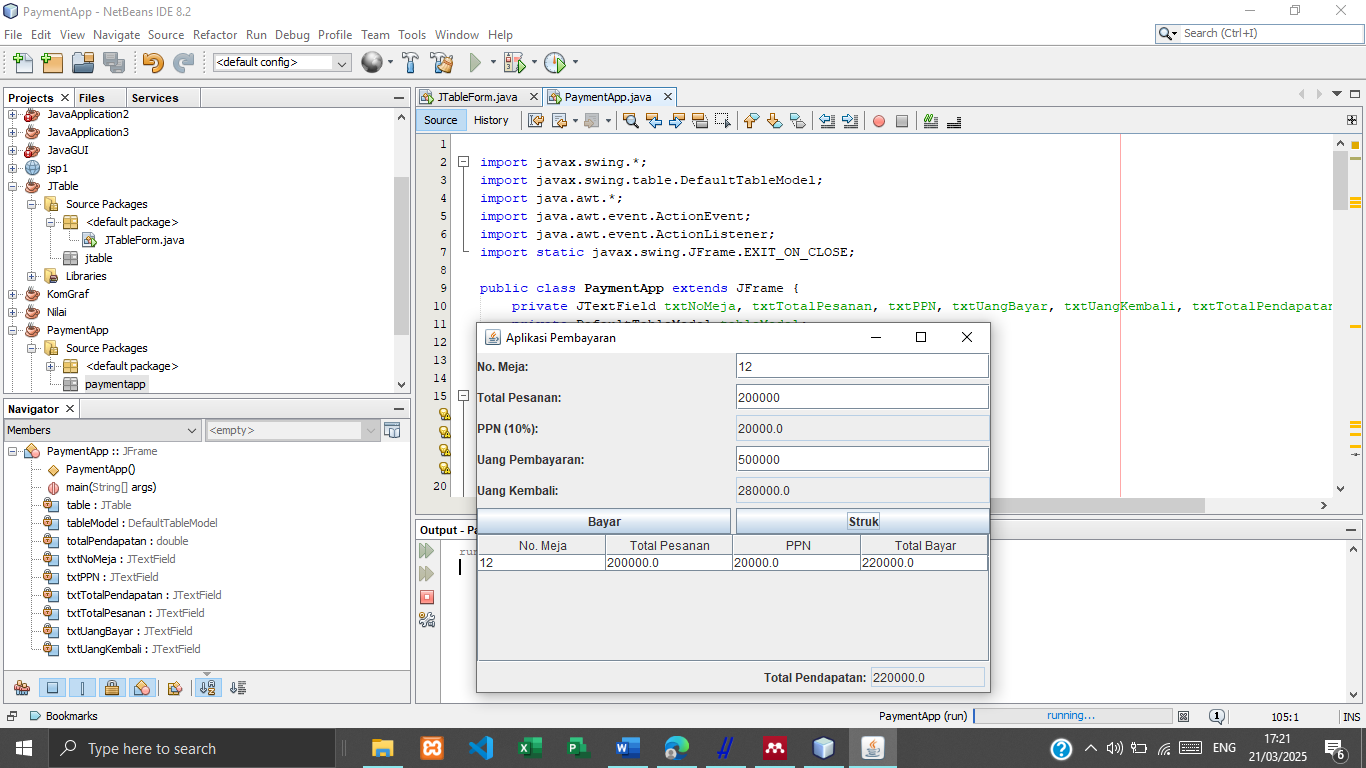 PaymentApp - NetBeans IDE 8.2
File Edit View Navigate Source Refactor Run Debug Profile Team Tools Window Help
Search (Ctrl+I)
<default config>
Projects Files Services
JavaApplication2
JavaApplication3
JavaGUI
jsp1
JTable
Source Packages
<default package>
JTableForm.java
jtable
Libraries
KomGraf
Nilai
PaymentApp
Source Packages
<default package>
paymentapp
Navigator
Members
<empty>
PaymentApp :: JFrame
PaymentApp()
main(String[] args)
table : JTable
tableModel : DefaultTableModel
totalPendapatan : double
txtNoMeja : JTextField
txtPPN : JTextField
txtTotalPendapatan : JTextField
txtTotalPesanan : JTextField
txtUangBayar : JTextField
txtUangKembali : JTextField
JTableForm.java PaymentApp.java
Source History
1
2 import javax.swing.*;
3 import javax.swing.table.DefaultTableModel;
4 import java.awt.*;
5 import java.awt.event.ActionEvent;
6 import java.awt.event.ActionListener;
7 import static javax.swing.JFrame.EXIT_ON_CLOSE;
8
9 public class PaymentApp extends JFrame {
10 private JTextField txtNoMeja, txtTotalPesanan, txtPPN, txtUangBayar, txtUangKembali, txtTotalPendapatan
11
12
13
14
15
20
Aplikasi Pembayaran
No. Meja: 12
Total Pesanan: 200000
PPN (10%): 20000.0
Uang Pembayaran: 500000
Uang Kembali: 280000.0
Bayar Struk
No. Meja Total Pesanan PPN Total Bayar
12 200000.0 20000.0 220000.0
Total Pendapatan: 220000.0
Output - Pa
run
Bookmarks
PaymentApp (run) running... 1 105:1 INS
Type here to search
ENG
17:21
21/03/2025
6